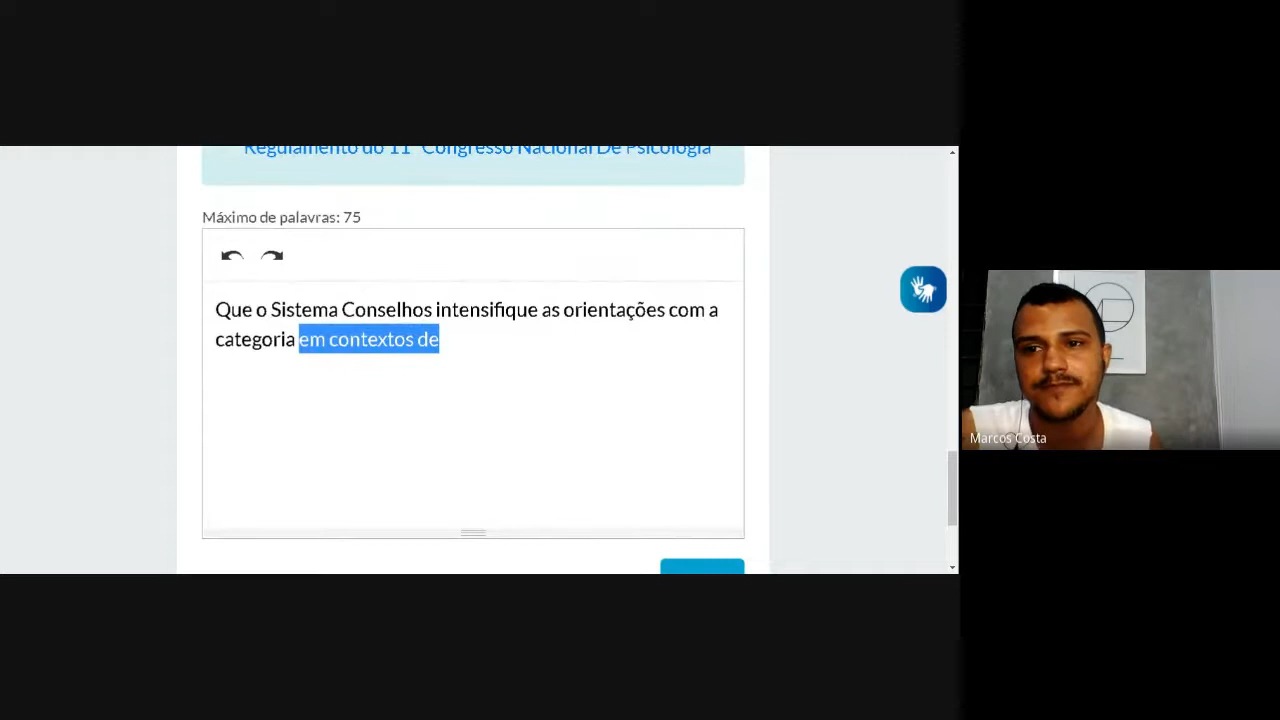 Regulamento do 11º Congresso Nacional De Psicologia
Máximo de palavras: 75
Que o Sistema Conselhos intensifique as orientações com a
categoria em contextos de
Marcos Costa